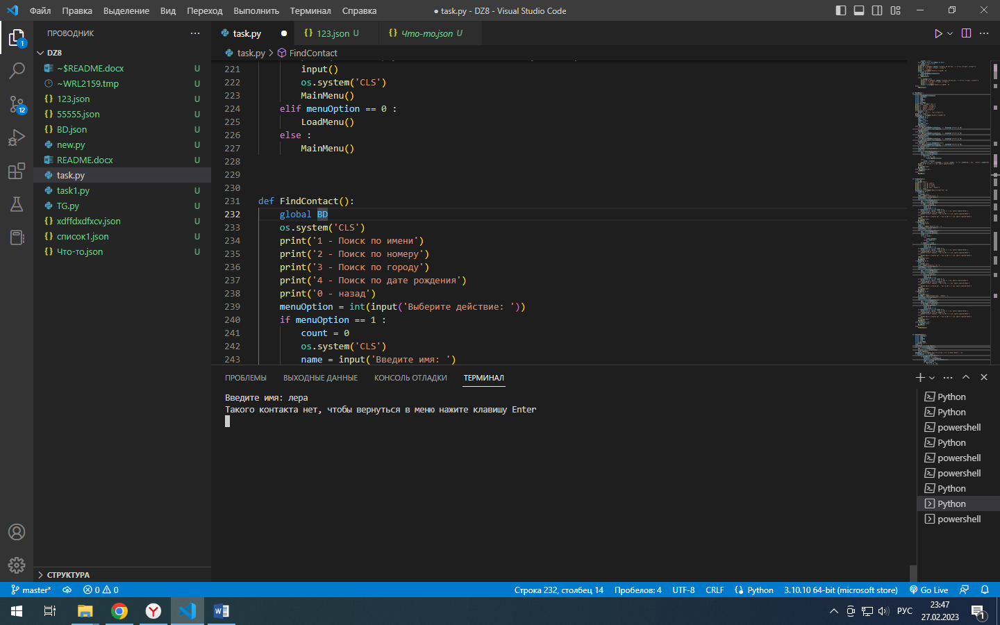 Файл Правка Выделение Вид Переход Выполнить Терминал Справка
● task.py - DZ8 - Visual Studio Code
ПРОВОДНИК
task.py
123.json U
Что-то.json U
task.py > FindContact
DZ8
~$README.docx U
~WRL2159.tmp U
123.json U
55555.json U
BD.json U
new.py U
README.docx U
task.py
task1.py U
TG.py U
xdffdxdfxcv.json U
список1.json U
Что-то.json U
СТРУКТУРА
1
12
221 input()
222 os.system('CLS')
223 MainMenu()
224 elif menuOption == 0 :
225 LoadMenu()
226 else :
227 MainMenu()
228
229
230
231 def FindContact():
232 global BD
233 os.system('CLS')
234 print('1 - Поиск по имени')
235 print('2 - Поиск по номеру')
236 print('3 - Поиск по городу')
237 print('4 - Поиск по дате рождения')
238 print('0 - назад')
239 menuOption = int(input('Выберите действие: '))
240 if menuOption == 1 :
241 count = 0
242 os.system('CLS')
243 name = input('Введите имя: ')
ПРОБЛЕМЫ ВЫХОДНЫЕ ДАННЫЕ КОНСОЛЬ ОТЛАДКИ ТЕРМИНАЛ
Введите имя: лера
Такого контакта нет, чтобы вернуться в меню нажите клавишу Enter
Python
Python
powershell
Python
powershell
powershell
Python
Python
powershell
master* 0 0
Строка 232, столбец 14 Пробелов: 4 UTF-8 CRLF Python 3.10.10 64-bit (microsoft store) Go Live
РУС
23:47
27.02.2023
1